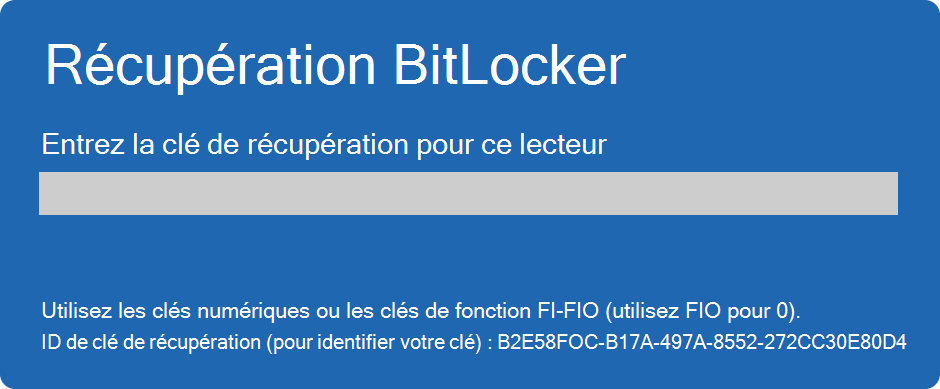 Récupération BitLocker
Entrez la clé de récupération pour ce lecteur
Utilisez les clés numériques ou les clés de fonction FI-FIO (utilisez FIO pour 0).
ID de clé de récupération (pour identifier votre clé) : B2E58FOC-B17A-497A-8552-272CC30E80D4